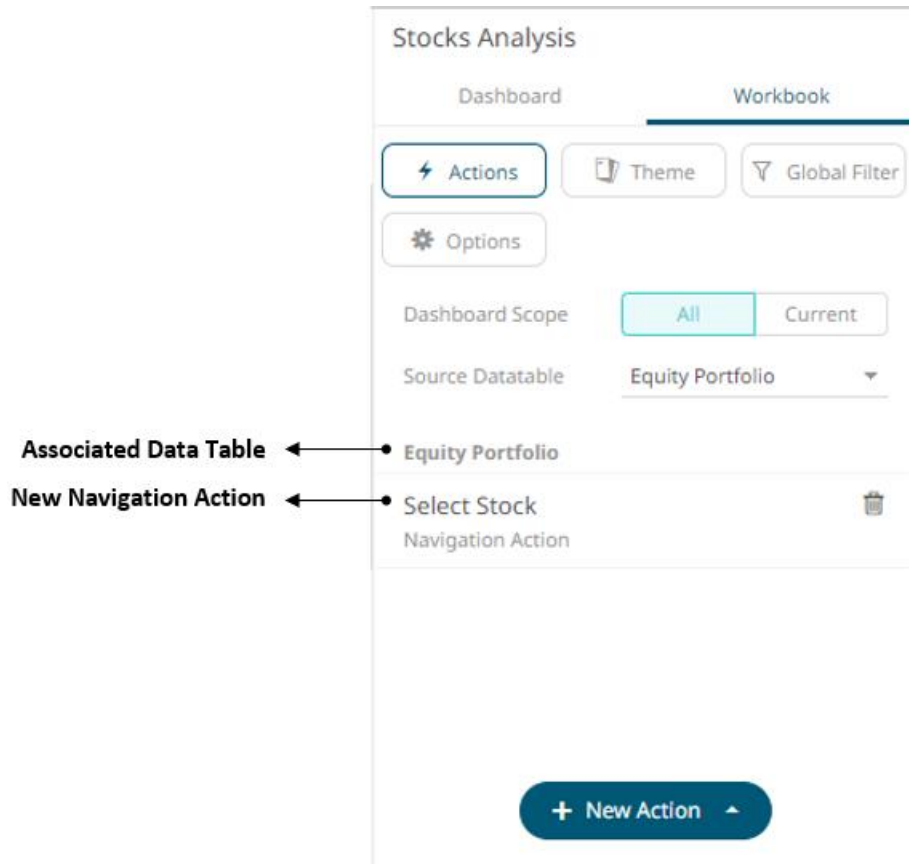 Stocks Analysis
Dashboard Workbook
Actions Theme Global Filter
Options
Dashboard Scope All Current
Source Datatable Equity Portfolio
Associated Data Table Equity Portfolio
New Navigation Action Select Stock
Navigation Action
+ New Action